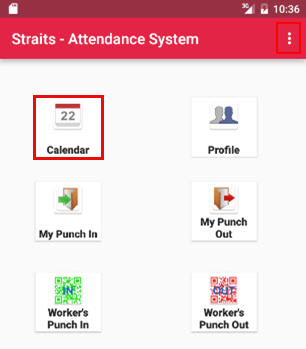 3G 10:36
Straits - Attendance System
22
Calendar
Profile
My Punch In
My Punch
Out
IN
Worker's
Punch In
OUT
Worker's
Punch Out